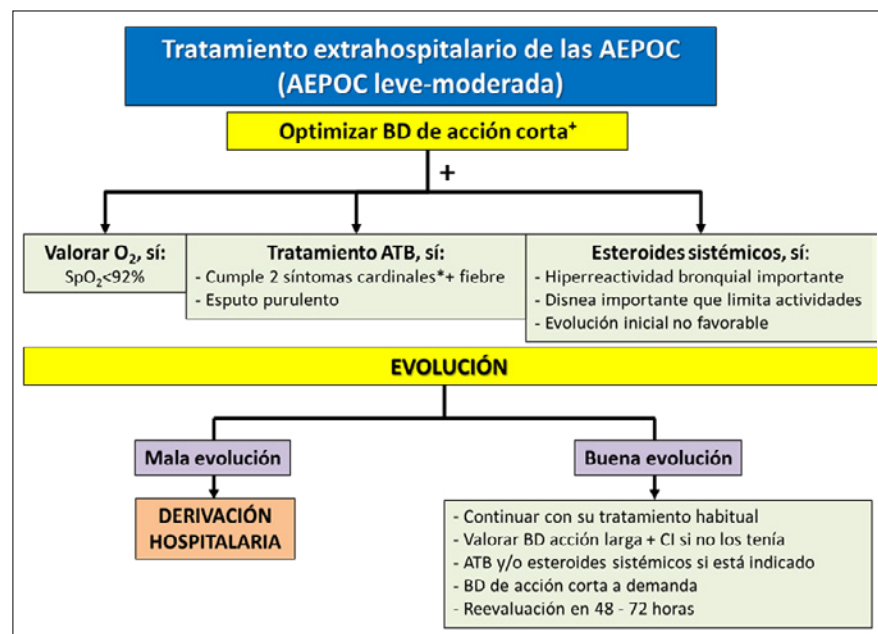 Tratamiento extrahospitalario de las AEPOC
(AEPOC leve-moderada)
Optimizar BD de acción corta+
+
Valorar O2, sí:
SpO2<92%
Tratamiento ATB, sí:
- Cumple 2 síntomas cardinales*+ fiebre
- Esputo purulento
Esteroides sistémicos, sí:
- Hiperreactividad bronquial importante
- Disnea importante que limita actividades
- Evolución inicial no favorable
EVOLUCIÓN
Mala evolución
DERIVACIÓN
HOSPITALARIA
Buena evolución
- Continuar con su tratamiento habitual
- Valorar BD acción larga + CI si no los tenía
- ATB y/o esteroides sistémicos si está indicado
- BD de acción corta a demanda
- Reevaluación en 48 - 72 horas